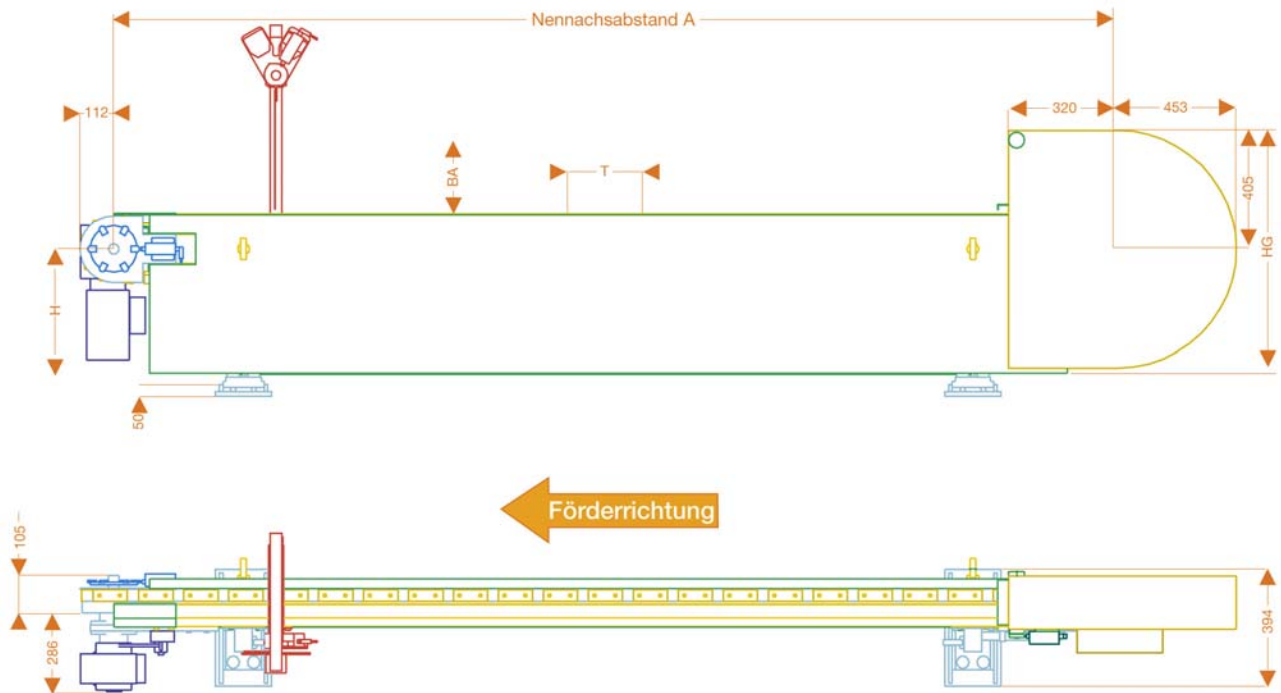 Nennachsabstand A
112
320
453
BA
T
405
HG
H
50
Förderrichtung
105
286
394